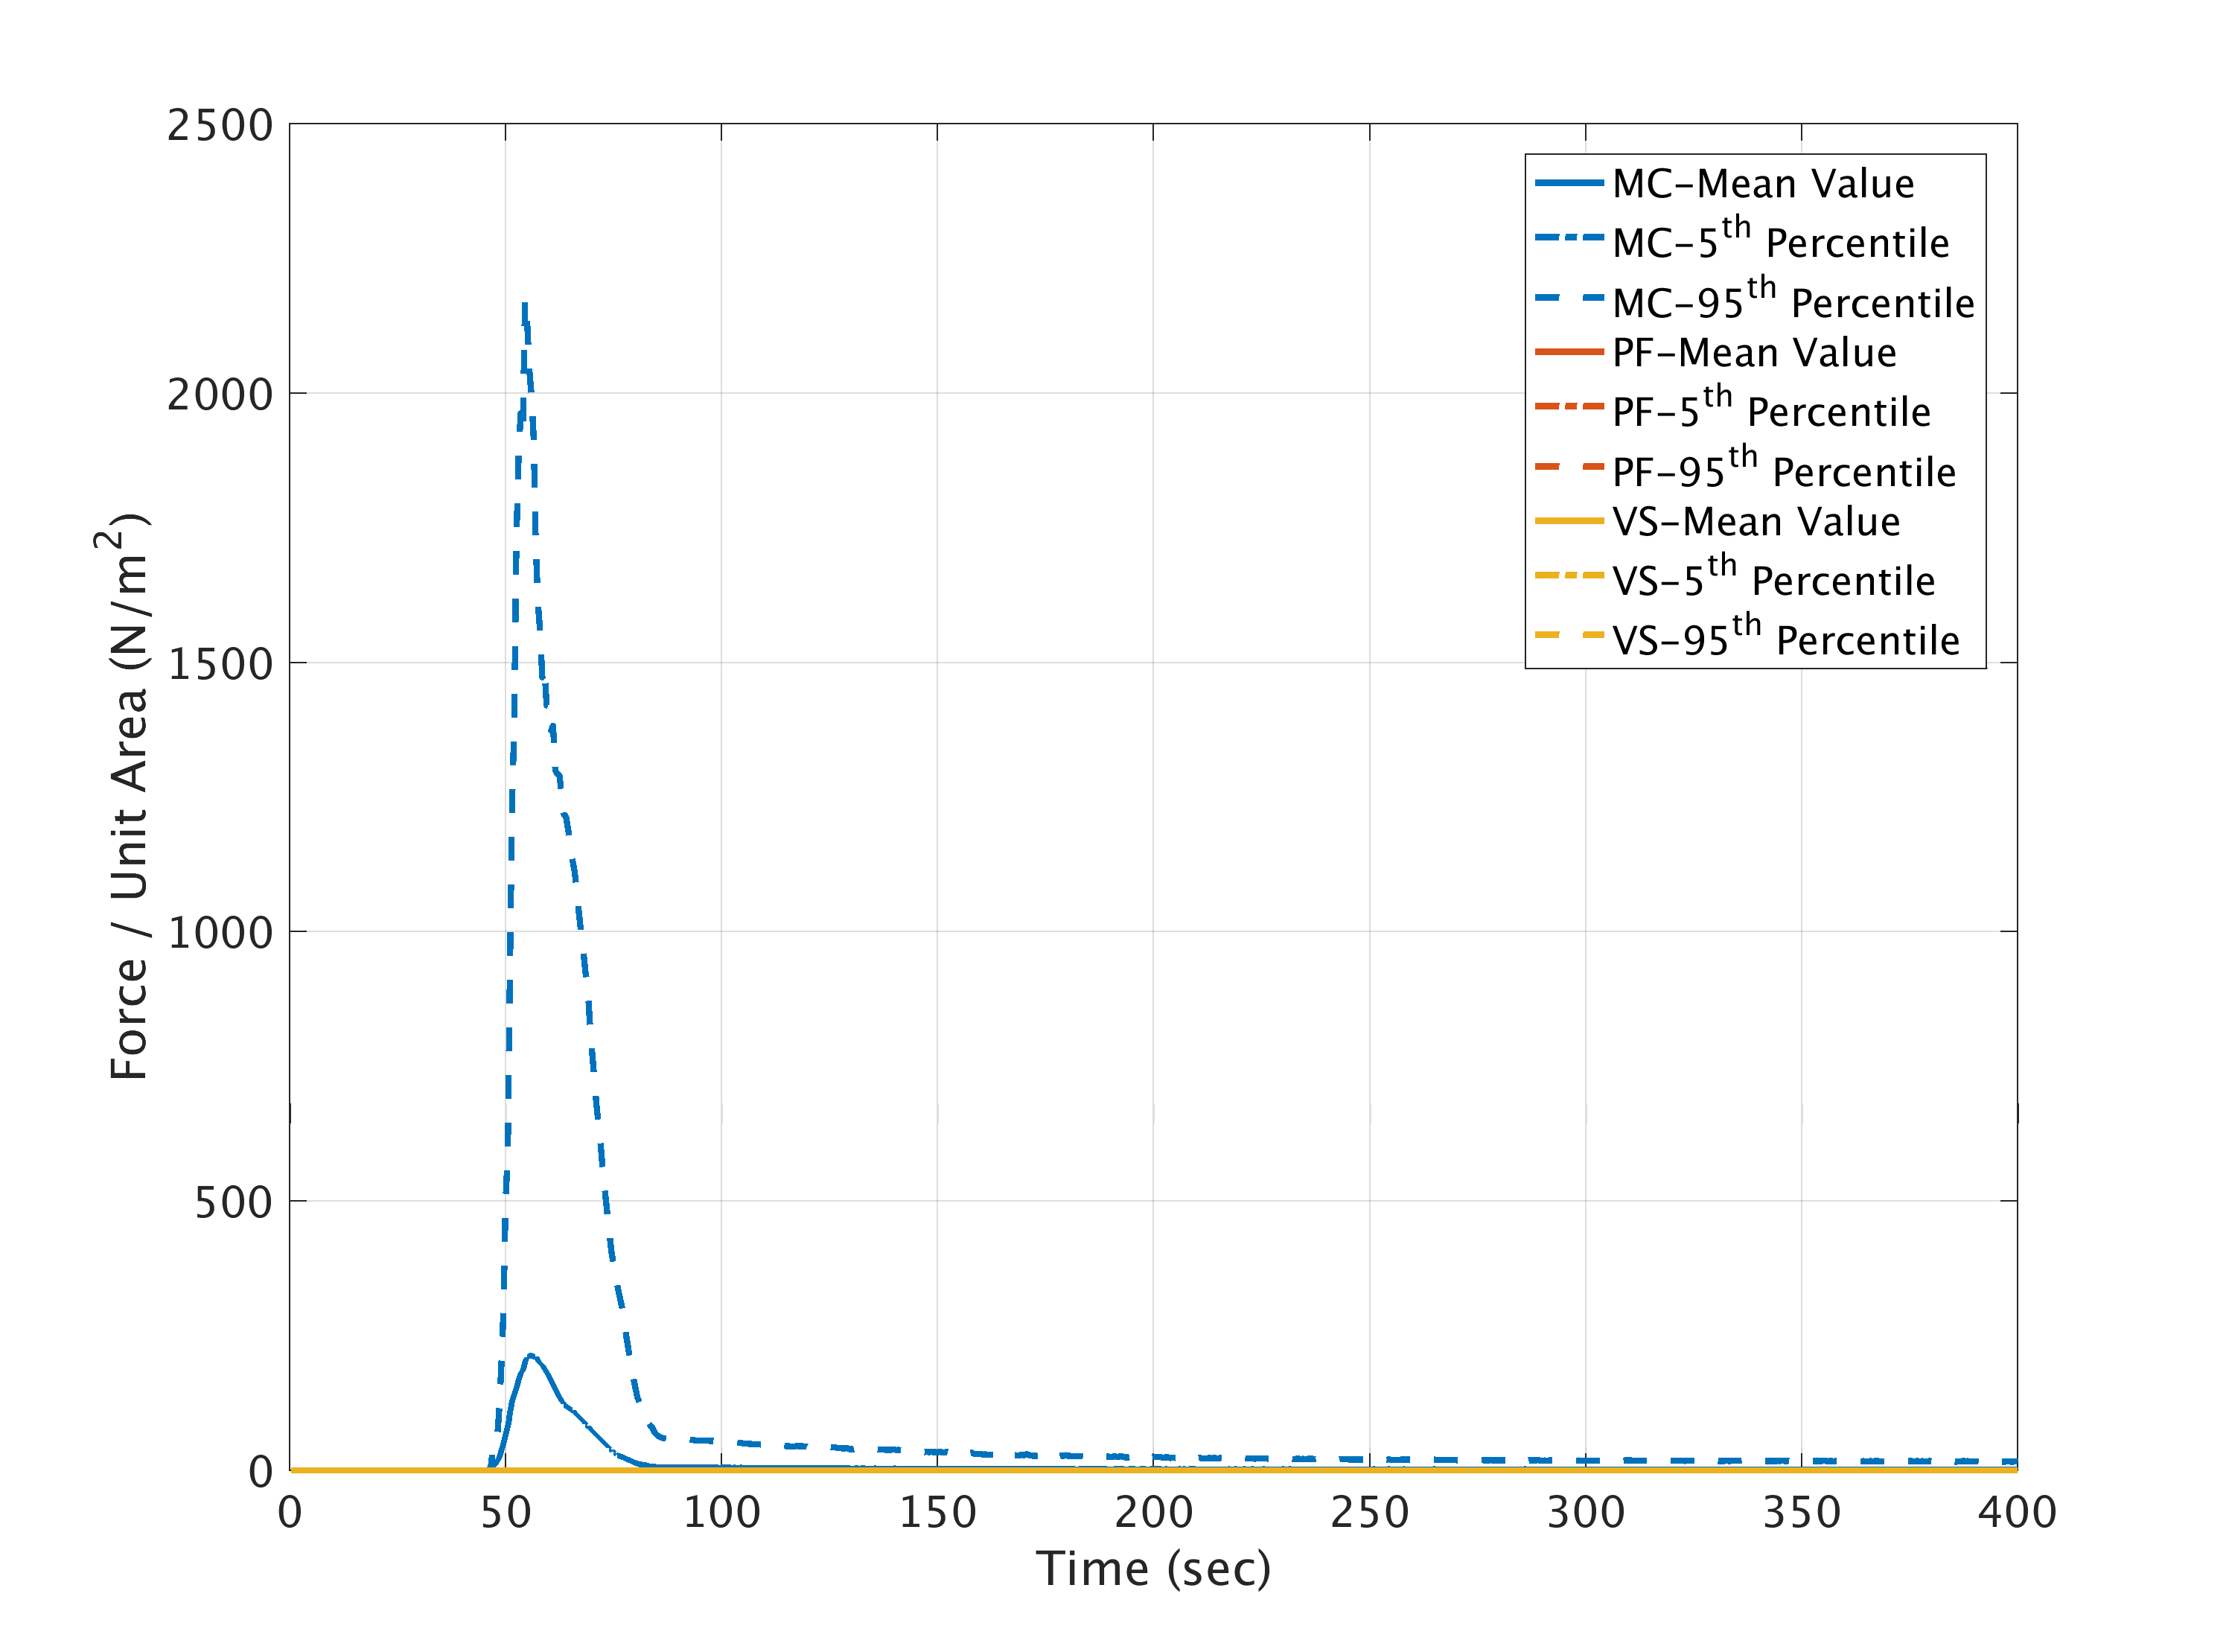 2500
2000
1500
1000
500
0
0 50 100 150 200 250 300 350 400
Time (sec)
Force / Unit Area (N/m²)
MC–Mean Value
MC–5ᵗʰ Percentile
MC–95ᵗʰ Percentile
PF–Mean Value
PF–5ᵗʰ Percentile
PF–95ᵗʰ Percentile
VS–Mean Value
VS–5ᵗʰ Percentile
VS–95ᵗʰ Percentile